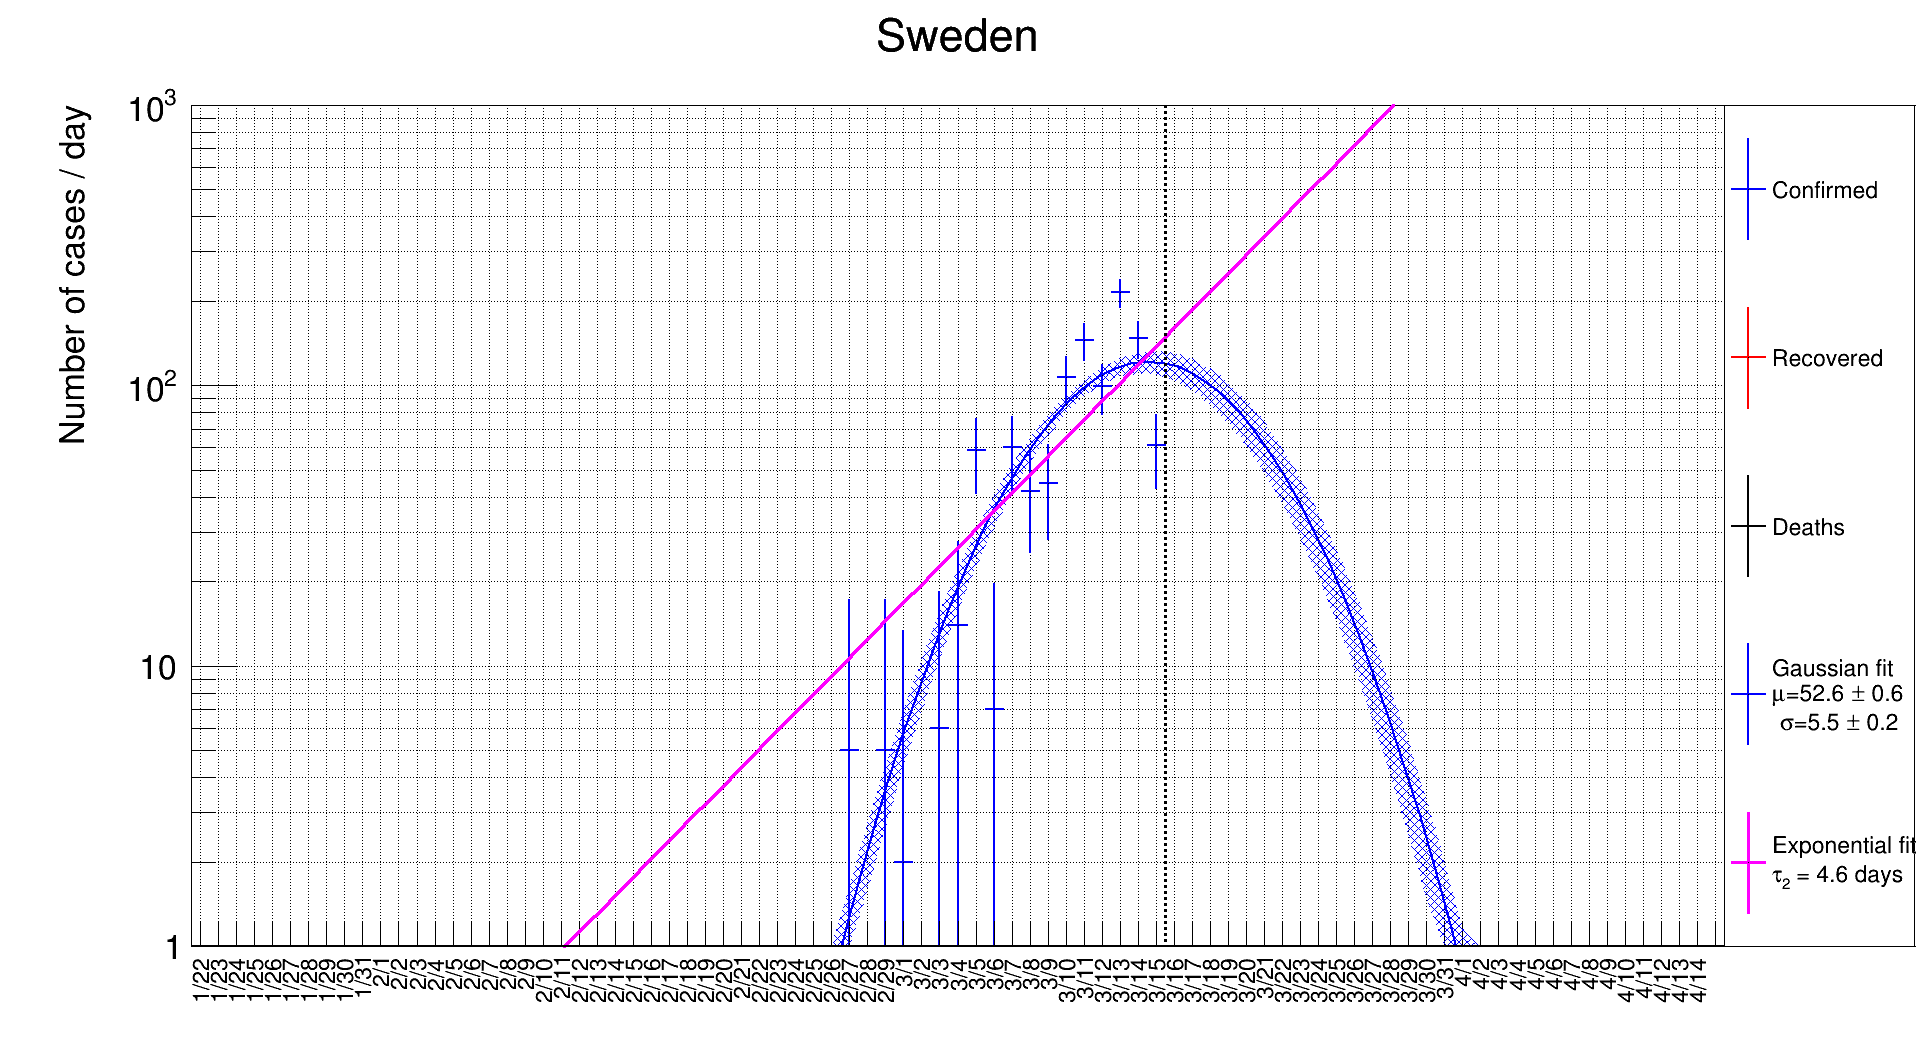 Sweden
Number of cases / day
10³
10²
10
1
1/22 1/23 1/24 1/25 1/26 1/27 1/28 1/29 1/30 1/31 2/1 2/2 2/3 2/4 2/5 2/6 2/7 2/8 2/9 2/10 2/11 2/12 2/13 2/14 2/15 2/16 2/17 2/18 2/19 2/20 2/21 2/22 2/23 2/24 2/25 2/26 2/27 2/28 2/29 3/1 3/2 3/3 3/4 3/5 3/6 3/7 3/8 3/9 3/10 3/11 3/12 3/13 3/14 3/15 3/16 3/17 3/18 3/19 3/20 3/21 3/22 3/23 3/24 3/25 3/26 3/27 3/28 3/29 3/30 3/31 4/1 4/2 4/3 4/4 4/5 4/6 4/7 4/8 4/9 4/10 4/11 4/12 4/13 4/14
Confirmed
Recovered
Deaths
Gaussian fit
μ=52.6 ± 0.6
σ=5.5 ± 0.2
Exponential fit
τ₂ = 4.6 days